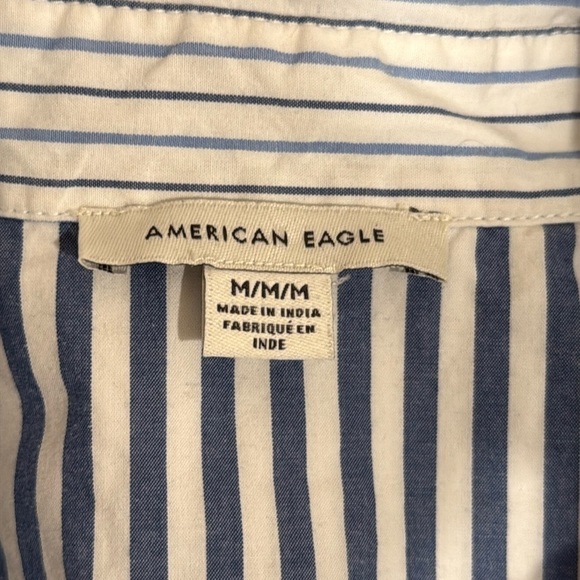 AMERICAN EAGLE
M/M/M
MADE IN INDIA
FABRIQUÉ EN
INDE